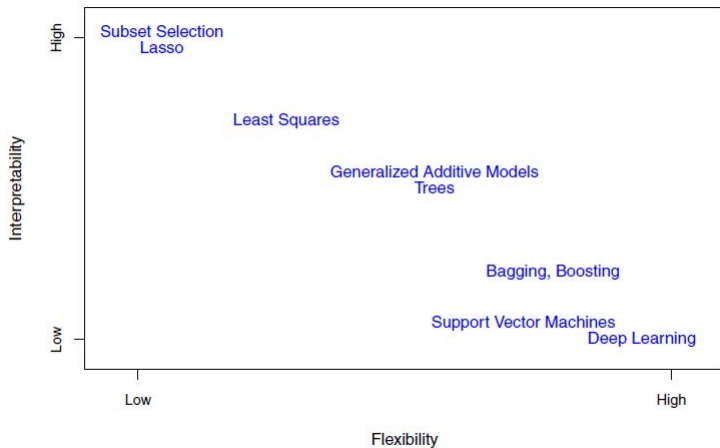 High
Subset Selection
Lasso
Least Squares
Interpretability
Generalized Additive Models
Trees
Bagging, Boosting
Support Vector Machines
Low
Deep Learning
Low
High
Flexibility